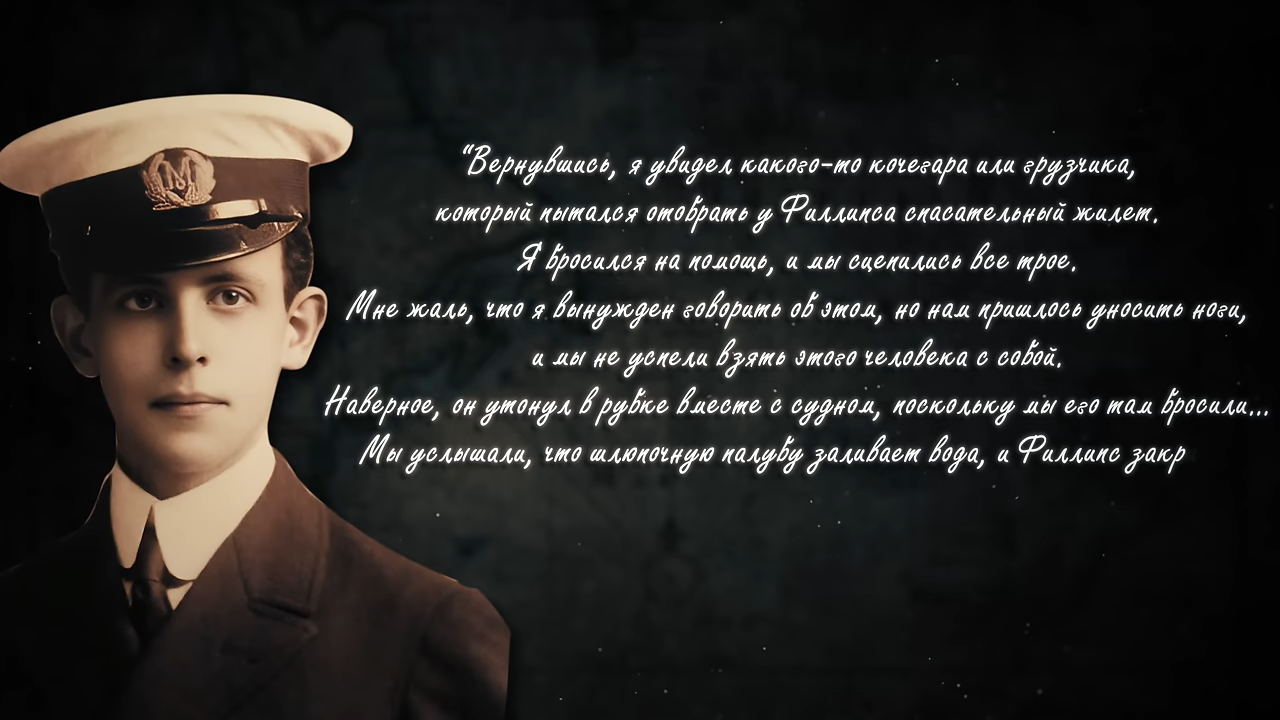 “Вернувшись, я увидел какого-то кочегара или грузчика,
который пытался отобрать у Филлипса спасательный жилет.
Я бросился на помощь, и мы сцепились все трое.
Мне жаль, что я вынужден говорить об этом, но нам пришлось уносить ноги,
и мы не успели взять этого человека с собой.
Наверное, он утонул в рубке вместе с судном, поскольку мы его там бросили...
Мы услышали, что шлюпочную палубу заливает вода, и Филлипс закр
M